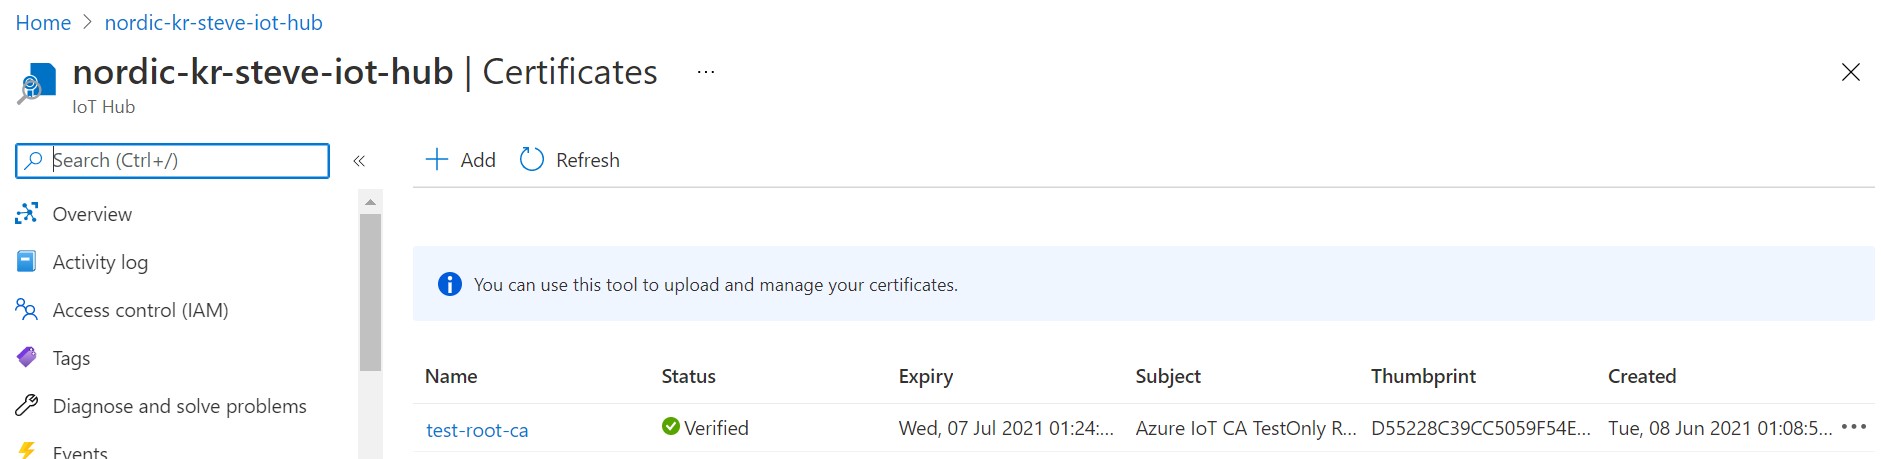 Home > nordic-kr-steve-iot-hub
nordic-kr-steve-iot-hub | Certificates ...
IoT Hub
Search (Ctrl+/) «
Add Refresh
Overview
Activity log
Access control (IAM)
Tags
Diagnose and solve problems
Events
You can use this tool to upload and manage your certificates.
Name Status Expiry Subject Thumbprint Created
test-root-ca Verified Wed, 07 Jul 2021 01:24:... Azure IoT CA TestOnly R... D55228C39CC5059F54E... Tue, 08 Jun 2021 01:08:5... ...